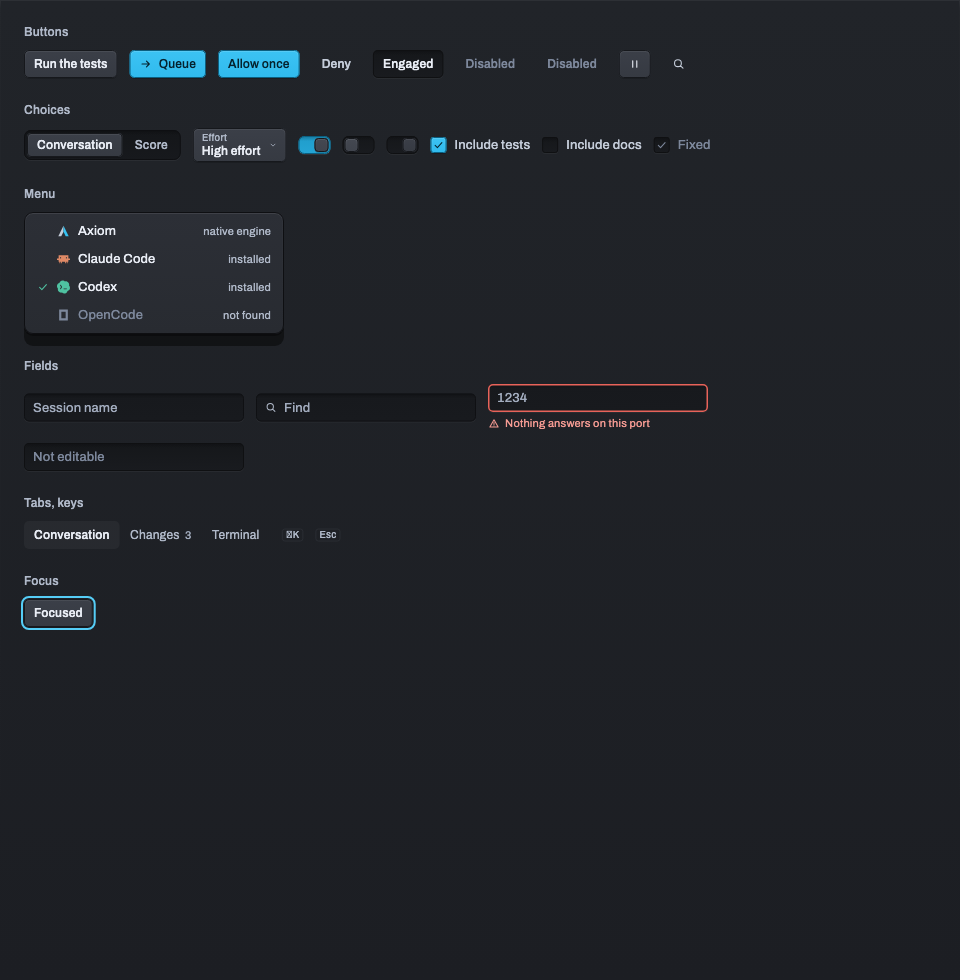 Buttons
Run the tests
Queue
Allow once
Deny
Engaged
Disabled
Disabled
Choices
Conversation
Score
Effort
High effort
Include tests
Include docs
Fixed
Menu
Axiom native engine
Claude Code installed
Codex installed
OpenCode not found
Fields
Session name
Find
1234
Nothing answers on this port
Not editable
Tabs, keys
Conversation
Changes 3
Terminal
K
Esc
Focus
Focused